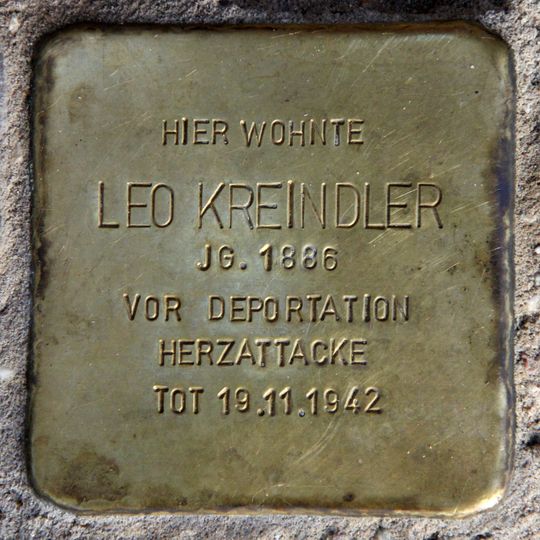 HIER WOHNTE
LEO KREINDLER
JG. 1886
VOR DEPORTATION
HERZATTACKE
TOT 19.11.1942